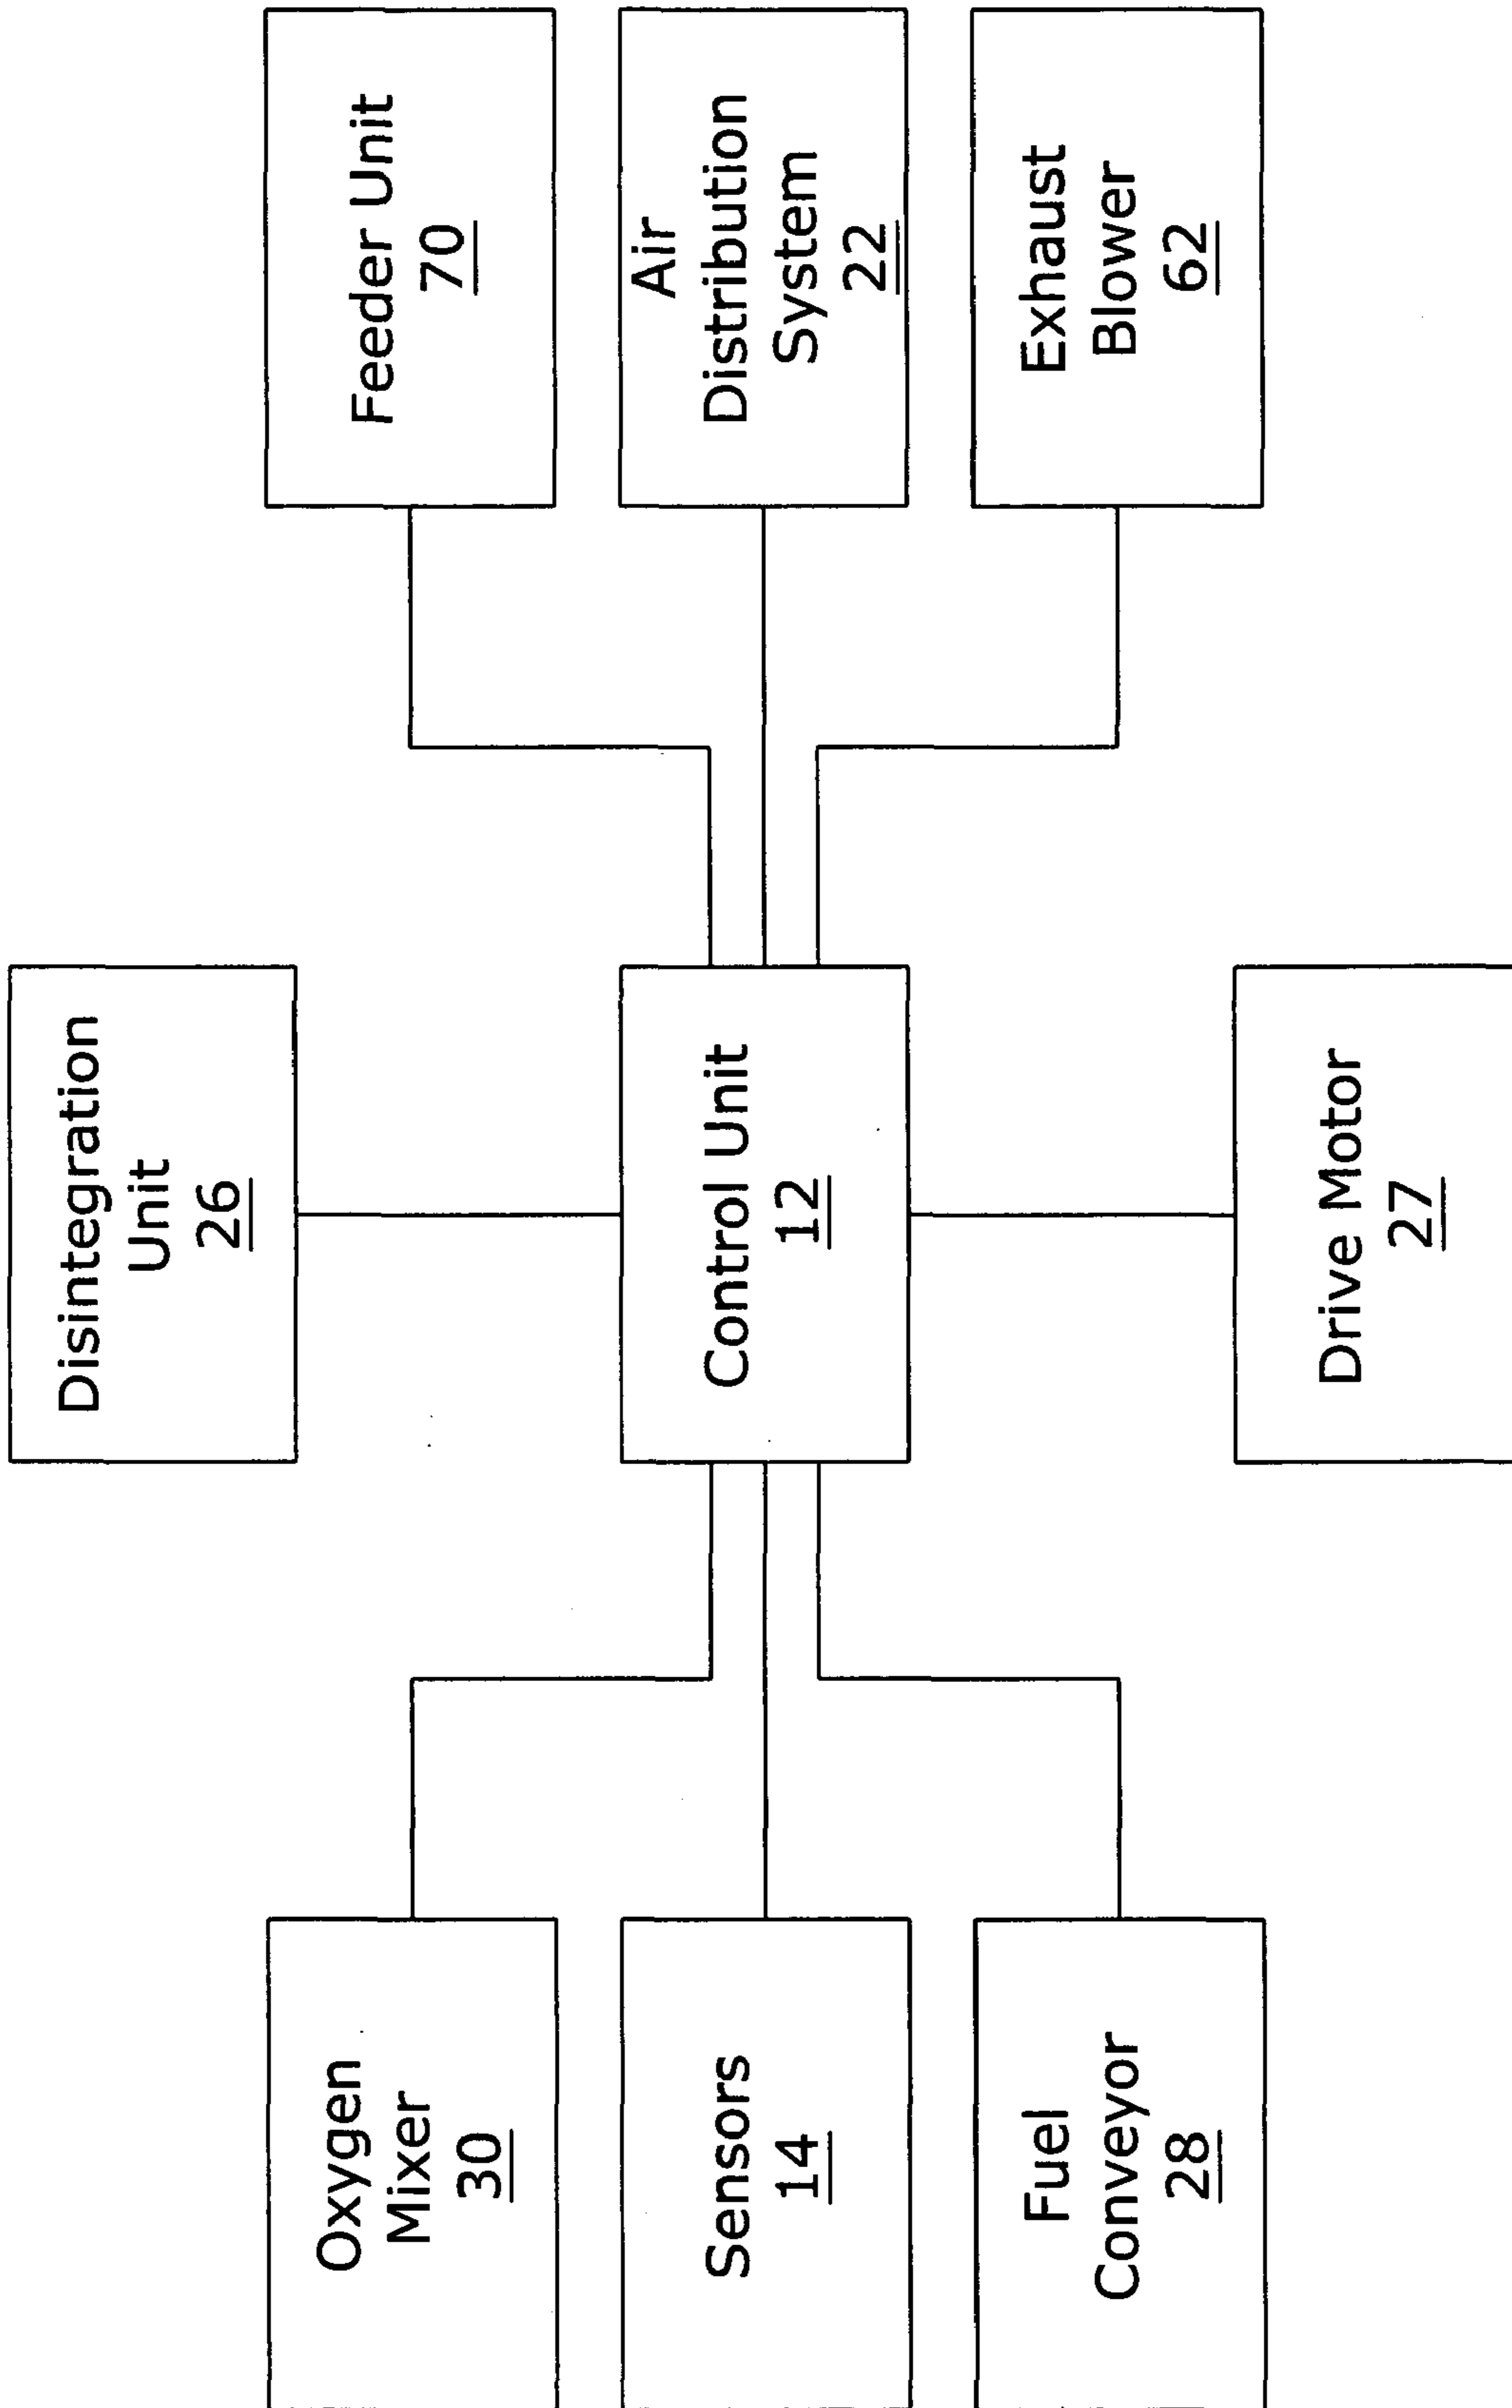 Disintegration
Unit
26
Oxygen
Mixer
30
Feeder Unit
70
Sensors
14
Control Unit
12
Air
Distribution
System
22
Fuel
Conveyor
28
Exhaust
Blower
62
Drive Motor
27